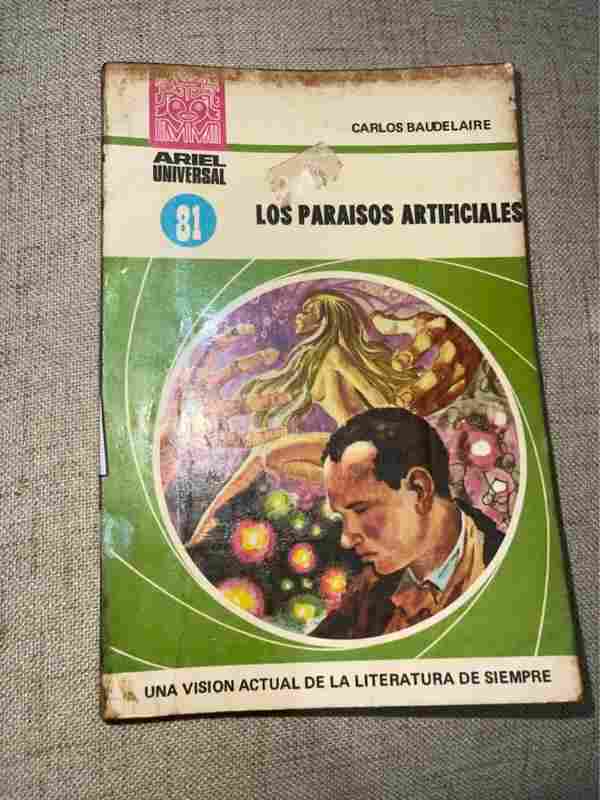 CARLOS BAUDELAIRE
ARIEL
UNIVERSAL
81
LOS PARAISOS ARTIFICIALES
UNA VISION ACTUAL DE LA LITERATURA DE SIEMPRE